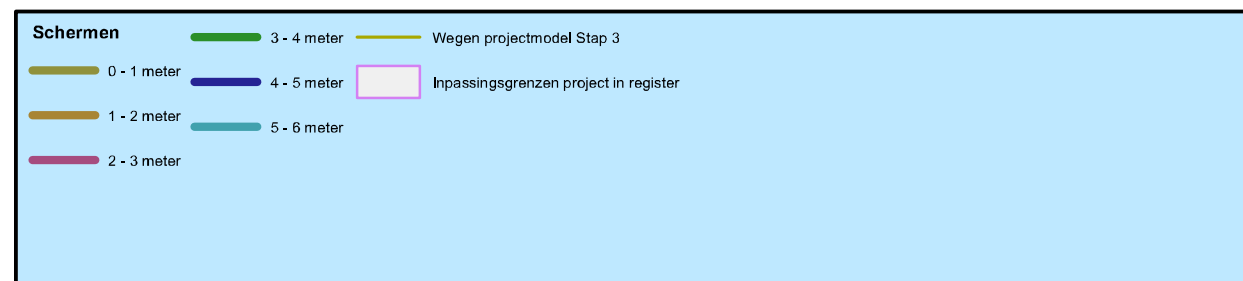 Schermen
0 - 1 meter
1 - 2 meter
2 - 3 meter
3 - 4 meter
4 - 5 meter
5 - 6 meter
Wegen projectmodel Stap 3
Inpassingsgrenzen project in register